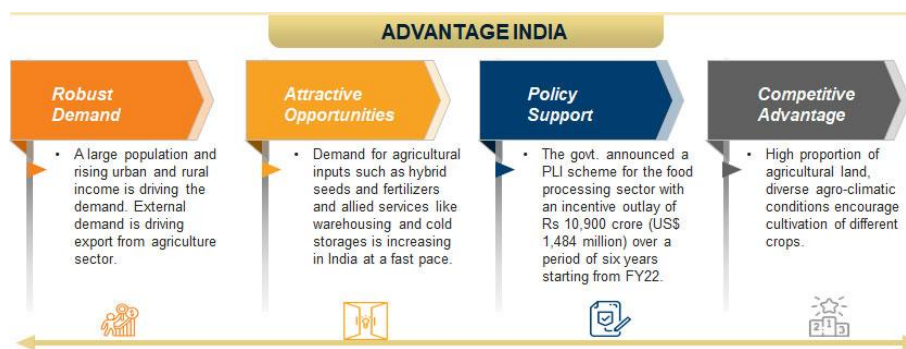 ADVANTAGE INDIA
Robust
Demand
• A large population and
rising urban and rural
income is driving the
demand. External
demand is driving
export from agriculture
sector.
Attractive
Opportunities
• Demand for agricultural
inputs such as hybrid
seeds and fertilizers
and allied services like
warehousing and cold
storages is increasing
in India at a fast pace.
Policy
Support
• The govt. announced a
PLI scheme for the food
processing sector with
an incentive outlay of
Rs 10,900 crore (US$
1,484 million) over a
period of six years
starting from FY22.
Competitive
Advantage
• High proportion of
agricultural land,
diverse agro-climatic
conditions encourage
cultivation of different
crops.
2 1 3